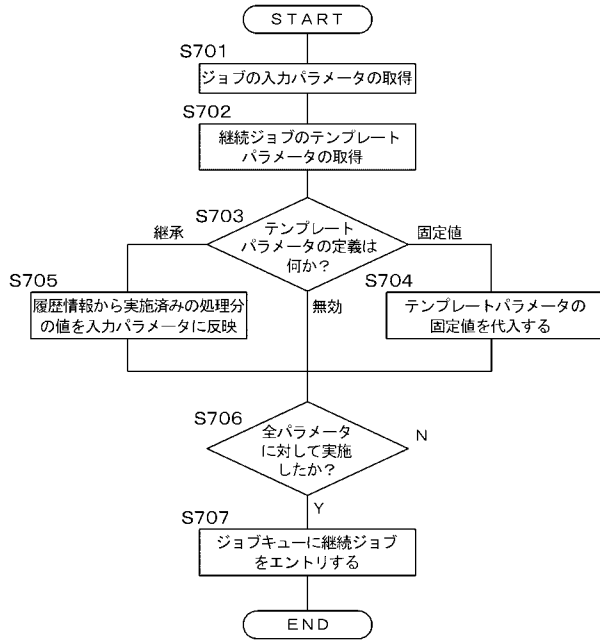 START
S701
ジョブの入力パラメータの取得
S702
継続ジョブのテンプレート
パラメータの取得
S703
テンプレート
パラメータの定義は
何か?
継承
固定値
無効
S705
履歴情報から実施済みの処理分
の値を入力パラメータに反映
S704
テンプレートパラメータの
固定値を代入する
S706
全パラメータ
に対して実施
したか?
N
Y
S707
ジョブキューに継続ジョブ
をエントリする
END